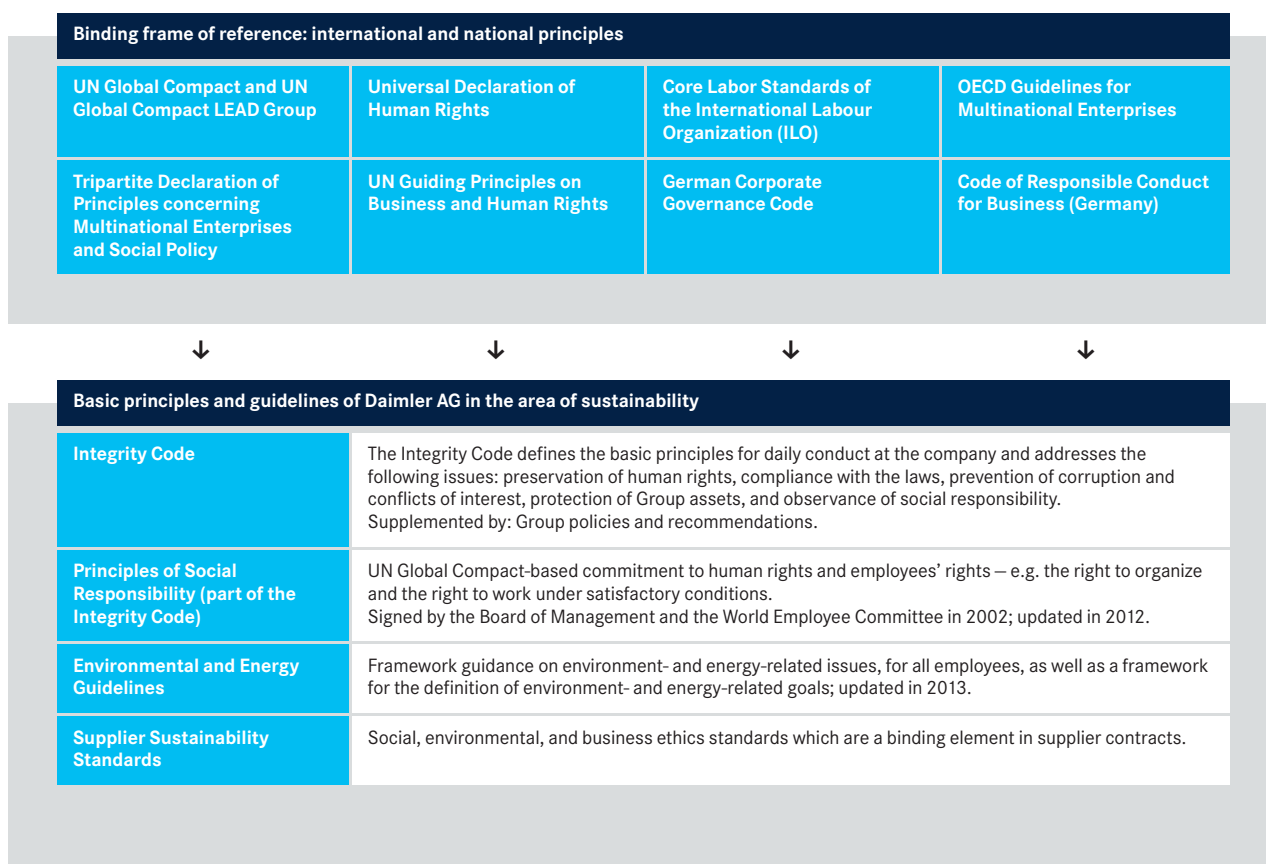 Binding frame of reference: international and national principles
UN Global Compact and UN
Global Compact LEAD Group
Universal Declaration of
Human Rights
Core Labor Standards of
the International Labour
Organization (ILO)
OECD Guidelines for
Multinational Enterprises
Tripartite Declaration of
Principles concerning
Multinational Enterprises
and Social Policy
UN Guiding Principles on
Business and Human Rights
German Corporate
Governance Code
Code of Responsible Conduct
for Business (Germany)
Basic principles and guidelines of Daimler AG in the area of sustainability
Integrity Code
The Integrity Code defines the basic principles for daily conduct at the company and addresses the
following issues: preservation of human rights, compliance with the laws, prevention of corruption and
conflicts of interest, protection of Group assets, and observance of social responsibility.
Supplemented by: Group policies and recommendations.
Principles of Social
Responsibility (part of the
Integrity Code)
UN Global Compact-based commitment to human rights and employees’ rights — e.g. the right to organize
and the right to work under satisfactory conditions.
Signed by the Board of Management and the World Employee Committee in 2002; updated in 2012.
Environmental and Energy
Guidelines
Framework guidance on environment- and energy-related issues, for all employees, as well as a framework
for the definition of environment- and energy-related goals; updated in 2013.
Supplier Sustainability
Standards
Social, environmental, and business ethics standards which are a binding element in supplier contracts.